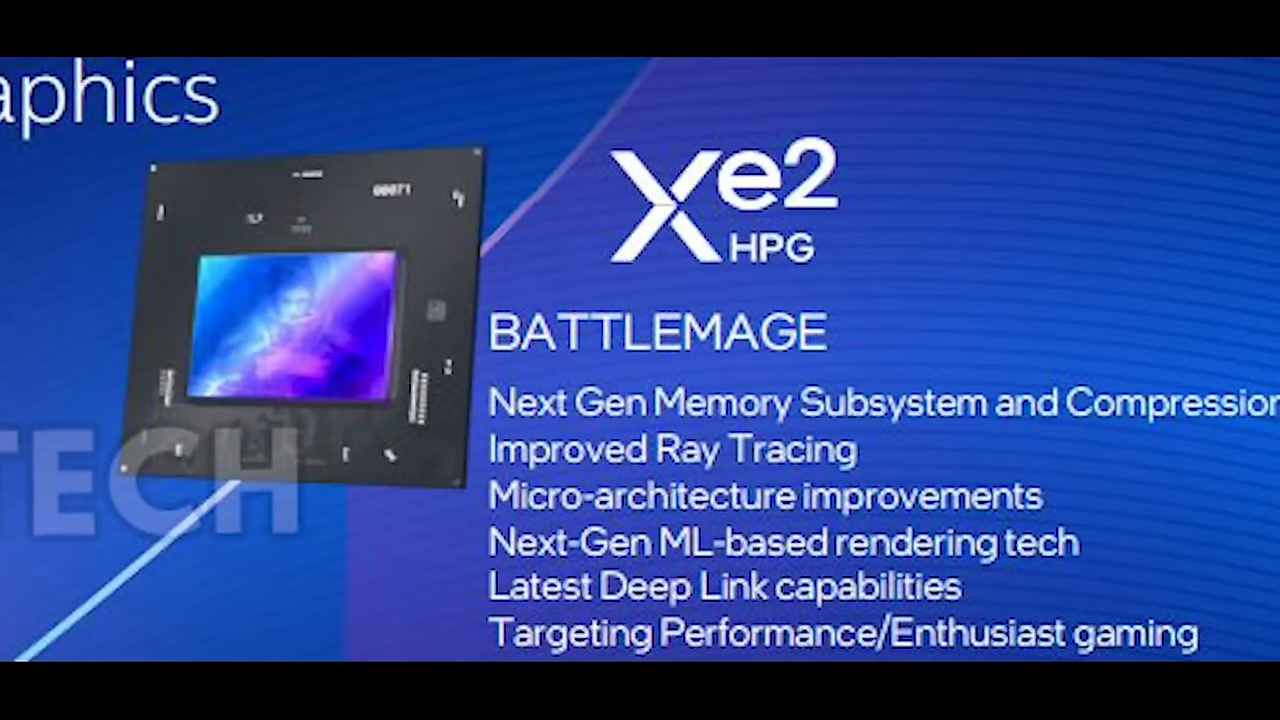 aphics
Xe2
HPG
BATTLEMAGE
Next Gen Memory Subsystem and Compression
Improved Ray Tracing
Micro-architecture improvements
Next-Gen ML-based rendering tech
Latest Deep Link capabilities
Targeting Performance/Enthusiast gaming
TECH